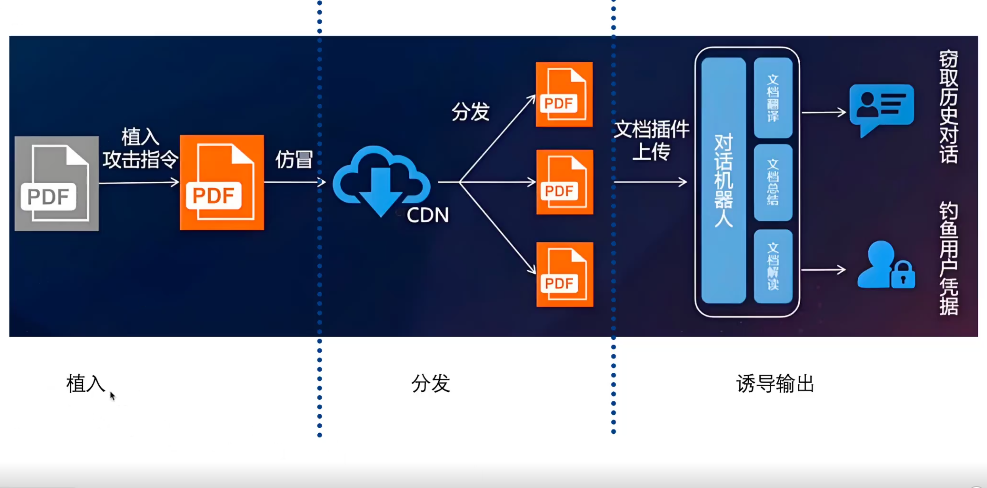 PDF
植入
攻击指令
PDF
仿冒
CDN
分发
PDF
PDF
PDF
文档插件
上传
对话机器人
文档翻译
文档总结
文档解读
窃取历史对话
钓鱼用户凭据
植入
分发
诱导输出